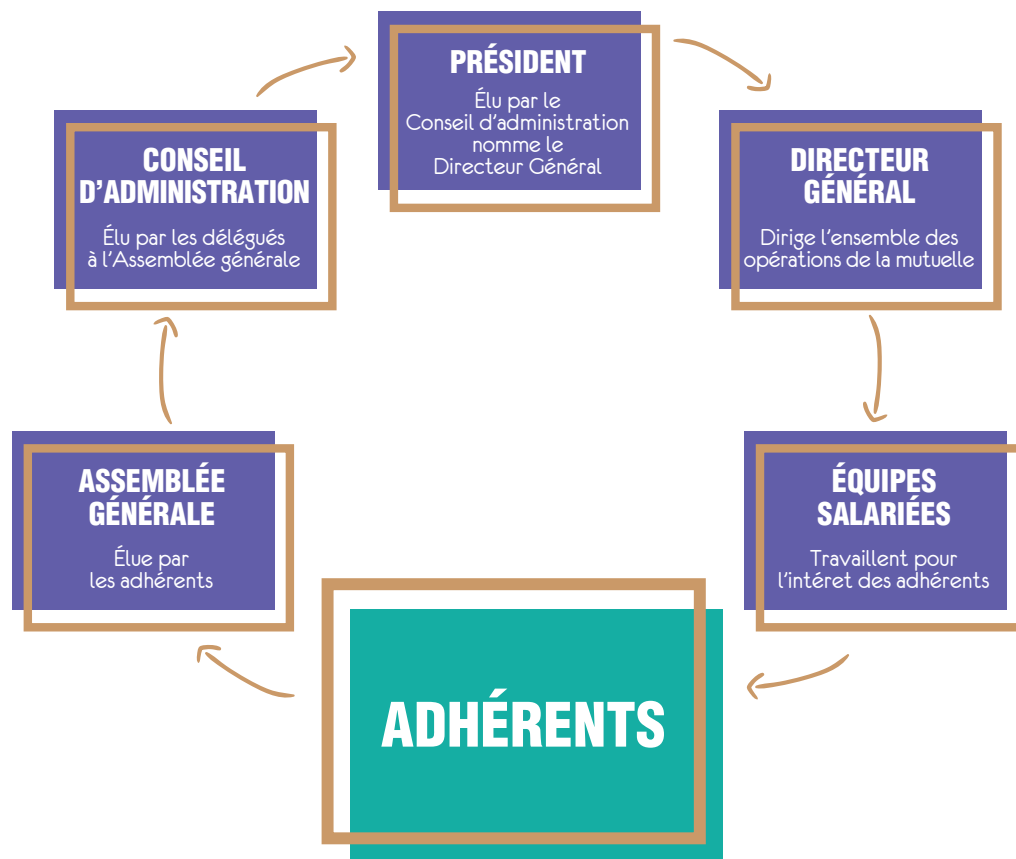 PRÉSIDENT
Élu par le
Conseil d'administration
nomme le
Directeur Général
CONSEIL
D'ADMINISTRATION
Élu par les délégués
à l'Assemblée générale
DIRECTEUR
GÉNÉRAL
Dirige l'ensemble des
opérations de la mutuelle
ASSEMBLÉE
GÉNÉRALE
Élue par
les adhérents
ÉQUIPES
SALARIÉES
Travaillent pour
l'intéret des adhérents
ADHÉRENTS